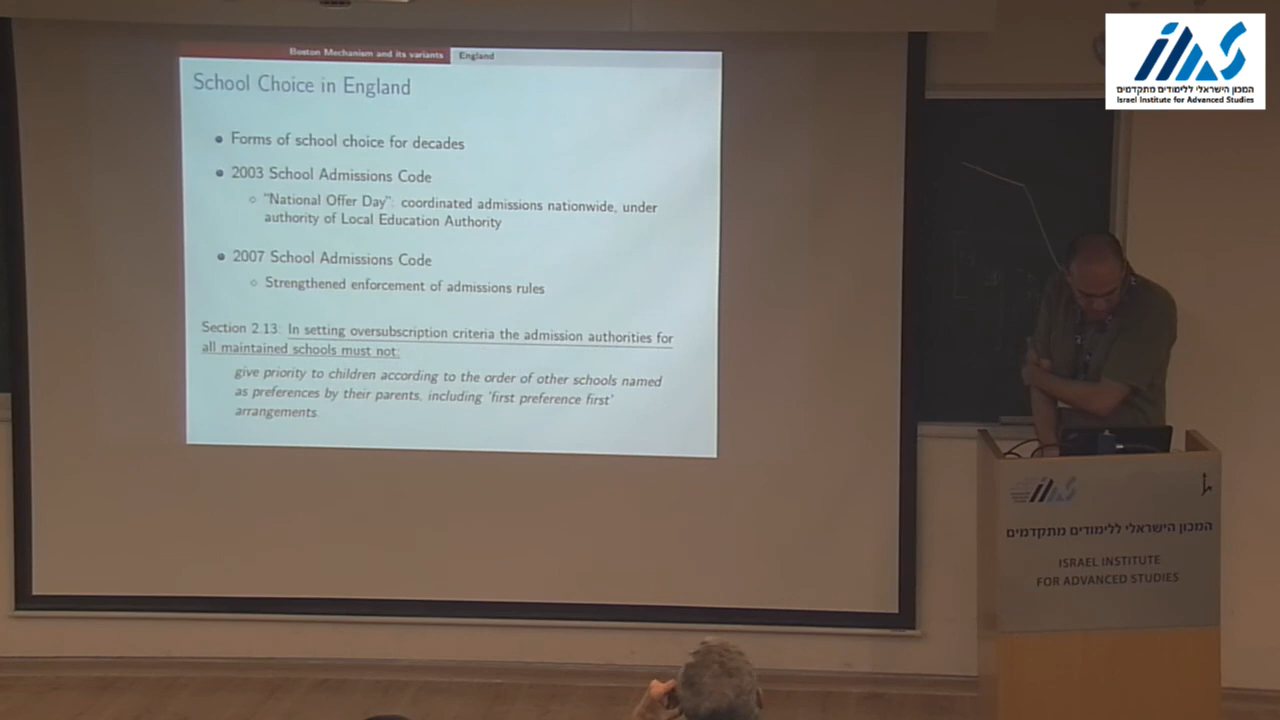 Boston Mechanism and its variants England
School Choice in England
Forms of school choice for decades
2003 School Admissions Code
"National Offer Day": coordinated admissions nationwide, under
authority of Local Education Authority
2007 School Admissions Code
Strengthened enforcement of admissions rules
Section 2.13: In setting oversubscription criteria the admission authorities for
all maintained schools must not:
give priority to children according to the order of other schools named
as preferences by their parents, including 'first preference first'
arrangements.
המכון הישראלי ללימודים מתקדמים
Israel Institute for Advanced Studies
המכון הישראלי ללימודים מתקדמים
ISRAEL INSTITUTE
FOR ADVANCED STUDIES